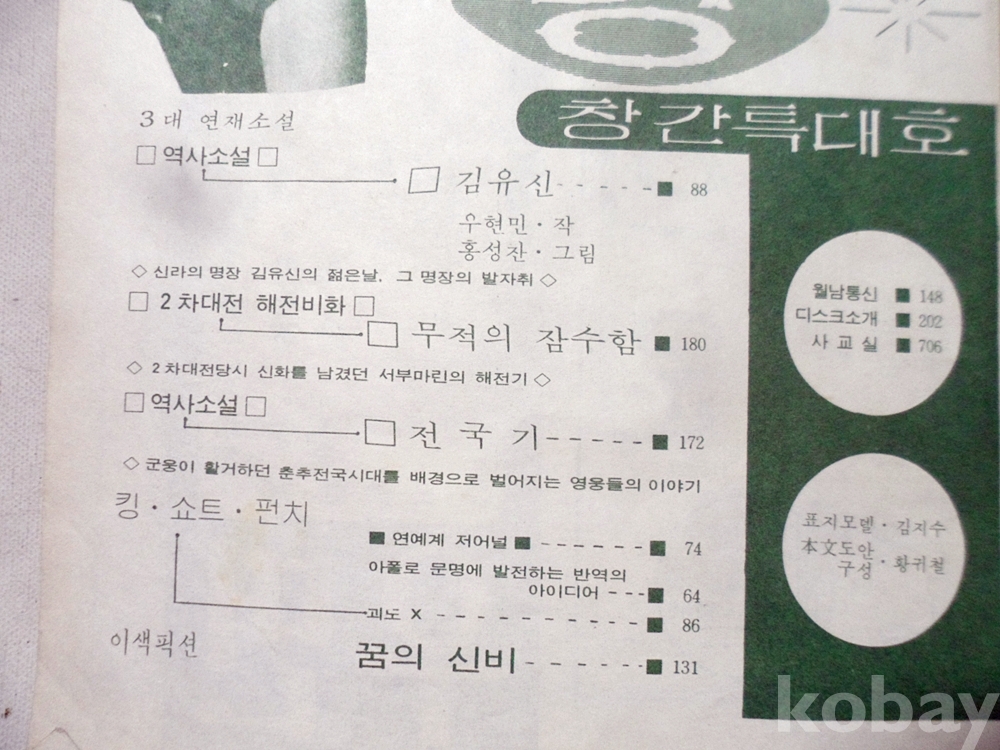 창간특대호
3대 연재소설
□ 역사소설 □
□ 김유신 ----- ■ 88
우현민·작
홍성찬·그림
◇ 신라의 명장 김유신의 젊은날, 그 명장의 발자취 ◇
□ 2차대전 해전비화 □
□ 무적의 잠수함 ■ 180
◇ 2차대전당시 신화를 남겼던 서부마린의 해전기 ◇
□ 역사소설 □
□ 전국기 ----- ■ 172
◇ 군웅이 활거하던 춘추전국시대를 배경으로 벌어지는 영웅들의 이야기
킹·쇼트·펀치
■ 연예계 저어널 ■ ------ ■ 74
아폴로 문명에 발전하는 반역의
아이디어 --- ■ 64
괴노 X ---------- ■ 86
이색픽션
꿈의 신비 ------ ■ 131
월남통신 ■ 148
디스크소개 ■ 202
사교실 ■ 706
표지모델·김지수
本文도안
구성·황귀철
kobay